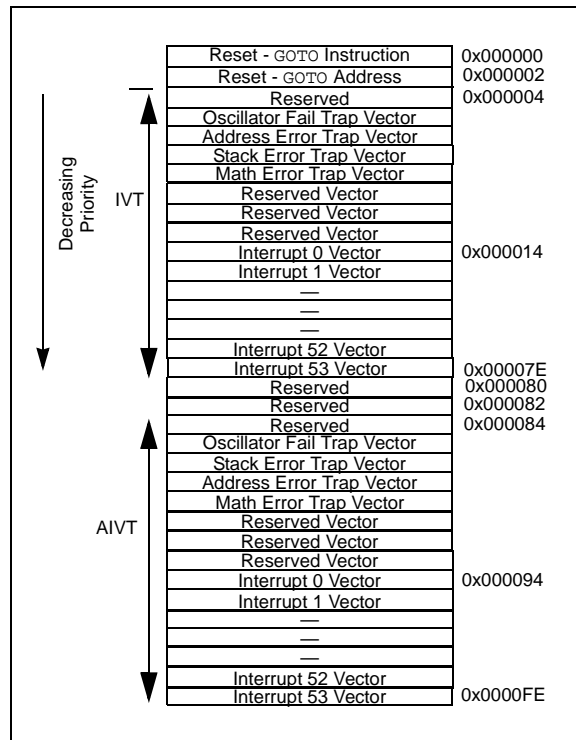 Reset - GOTO Instruction 0x000000
Reset - GOTO Address 0x000002
Reserved 0x000004
Oscillator Fail Trap Vector
Address Error Trap Vector
Stack Error Trap Vector
Math Error Trap Vector
Reserved Vector
Reserved Vector
Reserved Vector
Interrupt 0 Vector 0x000014
Interrupt 1 Vector
—
—
—
Interrupt 52 Vector
Interrupt 53 Vector 0x00007E
Decreasing
Priority
IVT
Reserved 0x000080
Reserved 0x000082
Reserved 0x000084
Oscillator Fail Trap Vector
Stack Error Trap Vector
Address Error Trap Vector
Math Error Trap Vector
Reserved Vector
Reserved Vector
Reserved Vector
Interrupt 0 Vector 0x000094
Interrupt 1 Vector
—
—
—
Interrupt 52 Vector
Interrupt 53 Vector 0x0000FE
AIVT